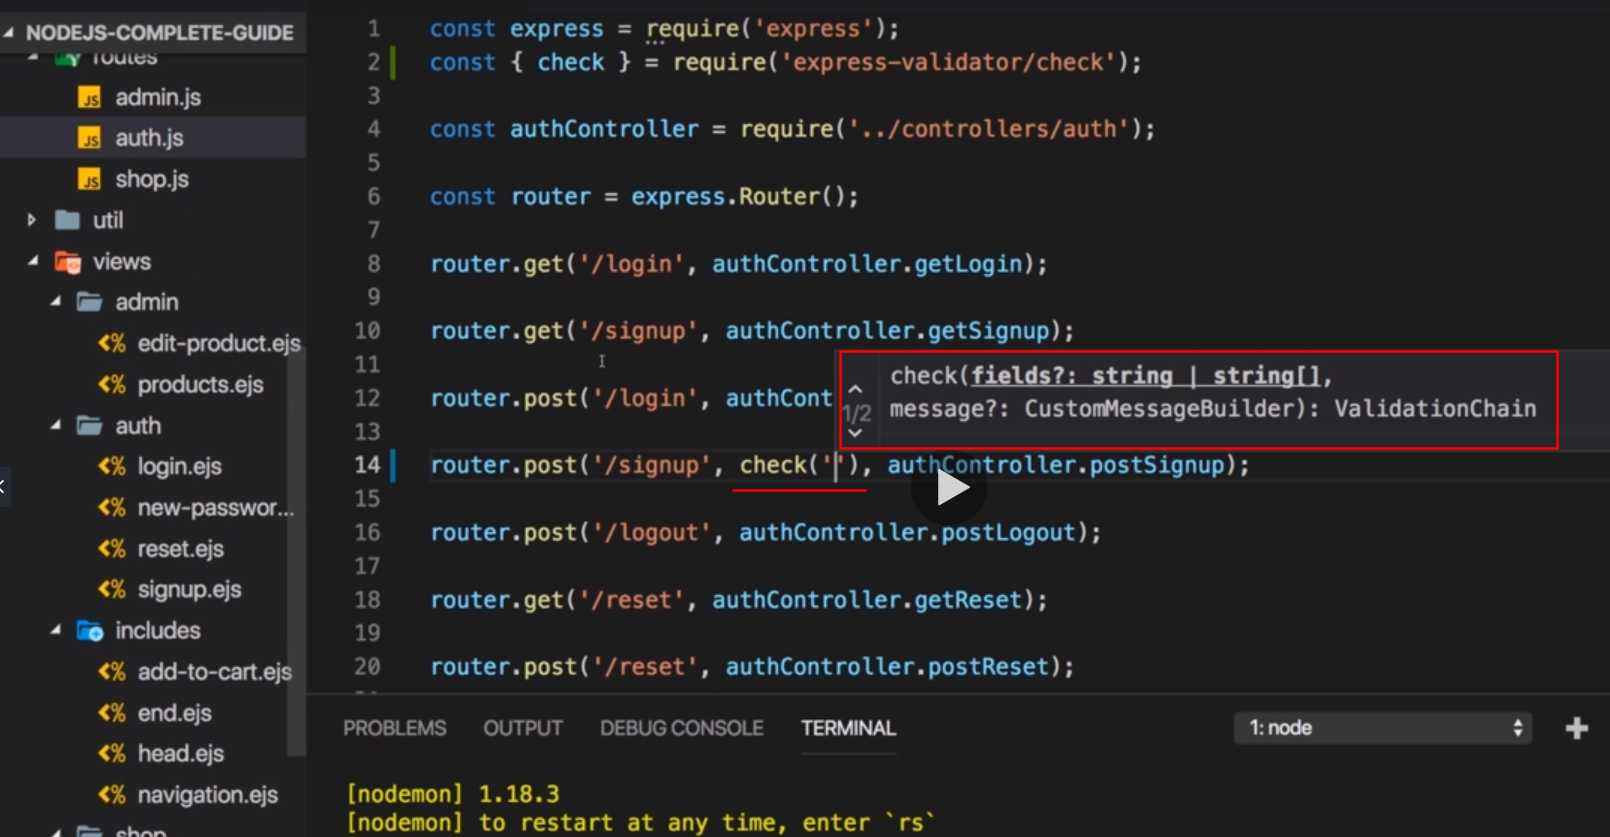 NODEJS-COMPLETE-GUIDE
routes
JS admin.js
JS auth.js
JS shop.js
util
views
admin
<% edit-product.ejs
<% products.ejs
auth
<% login.ejs
<% new-passwor...
<% reset.ejs
<% signup.ejs
includes
<% add-to-cart.ejs
<% end.ejs
<% head.ejs
<% navigation.ejs
shop
1 const express = require('express');
2 const { check } = require('express-validator/check');
3
4 const authController = require('../controllers/auth');
5
6 const router = express.Router();
7
8 router.get('/login', authController.getLogin);
9
10 router.get('/signup', authController.getSignup);
11
check(fields?: string | string[],
1/2 message?: CustomMessageBuilder): ValidationChain
12 router.post('/login', authCont
13
14 router.post('/signup', check(''), authController.postSignup);
15
16 router.post('/logout', authController.postLogout);
17
18 router.get('/reset', authController.getReset);
19
20 router.post('/reset', authController.postReset);
PROBLEMS OUTPUT DEBUG CONSOLE TERMINAL 1: node
[nodemon] 1.18.3
[nodemon] to restart at any time, enter `rs`